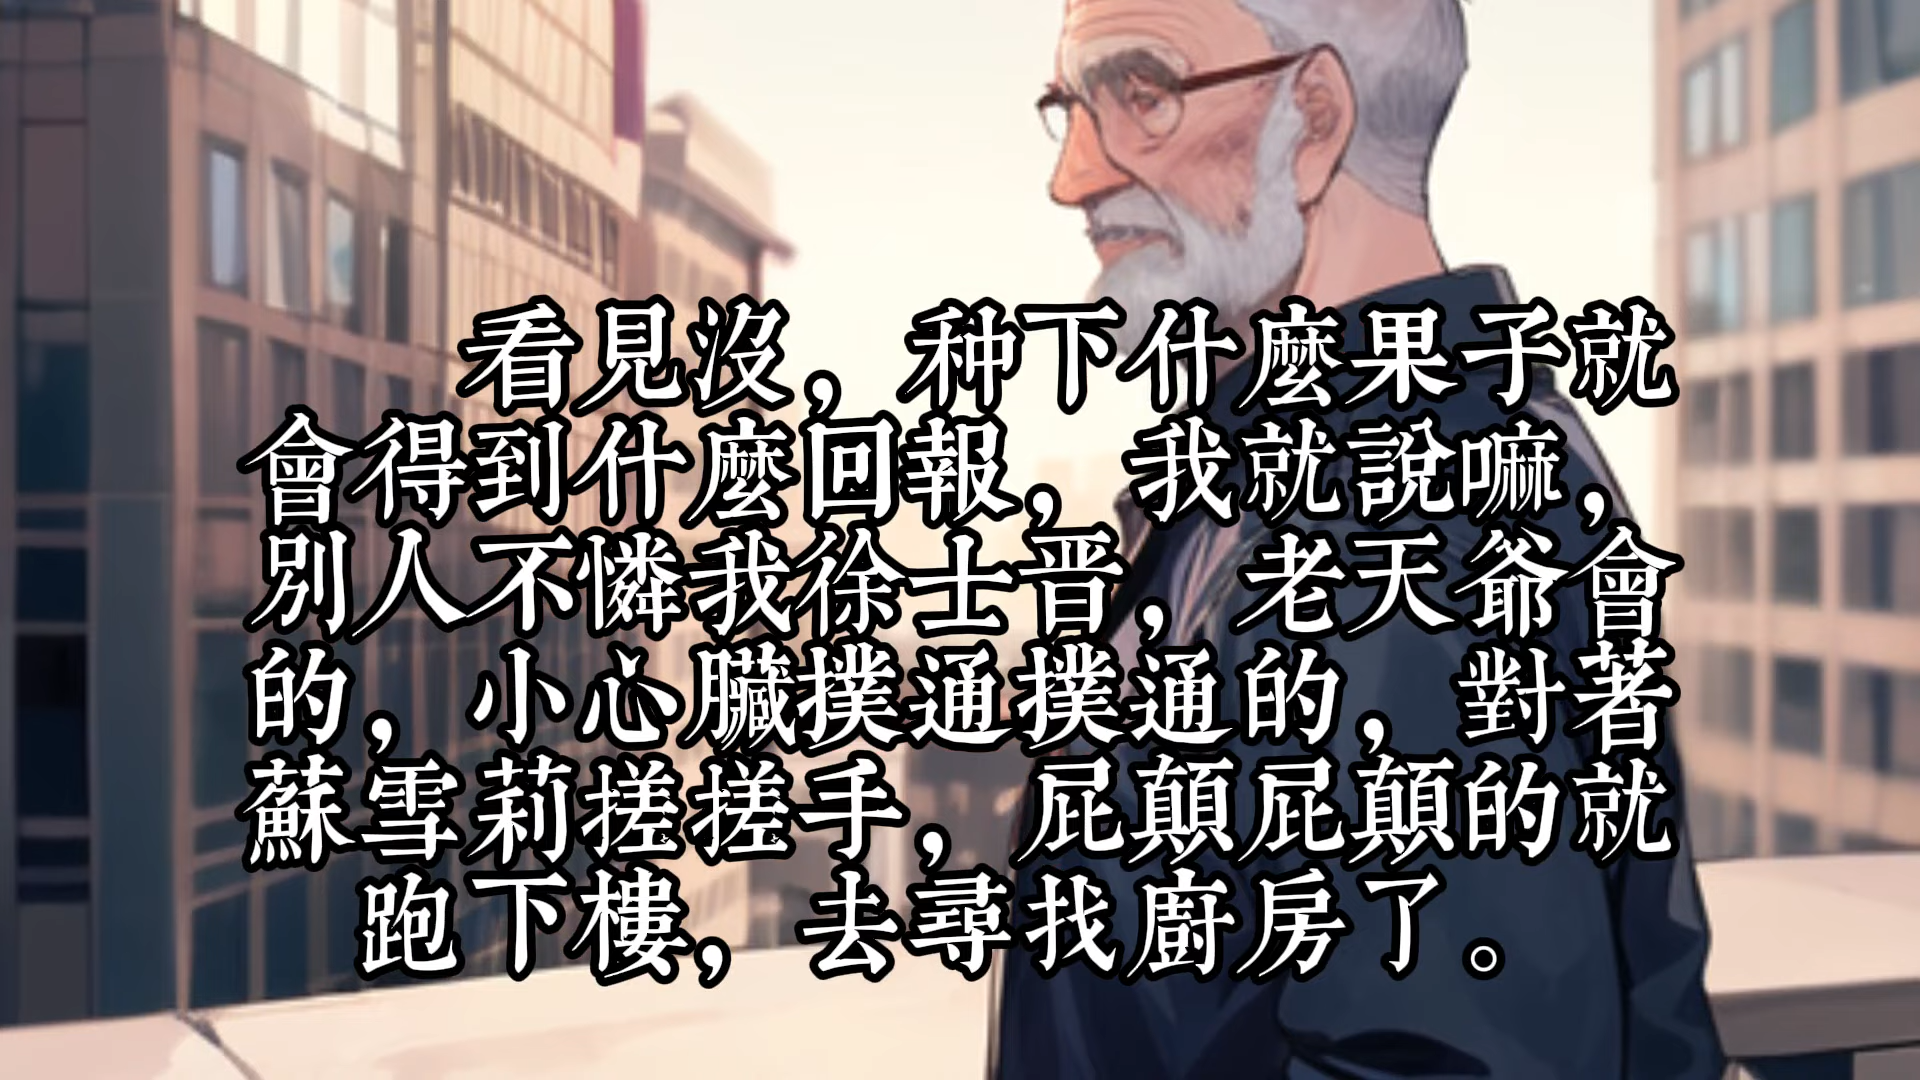 看見沒，种下什麼果子就
會得到什麼回報，我就說嘛，
別人不憐我徐士晋，老天爺會
的，小心臟撲通撲通的，對著
蘇雪莉搓搓手，屁顛屁顛的就
跑下樓，去尋找廚房了。